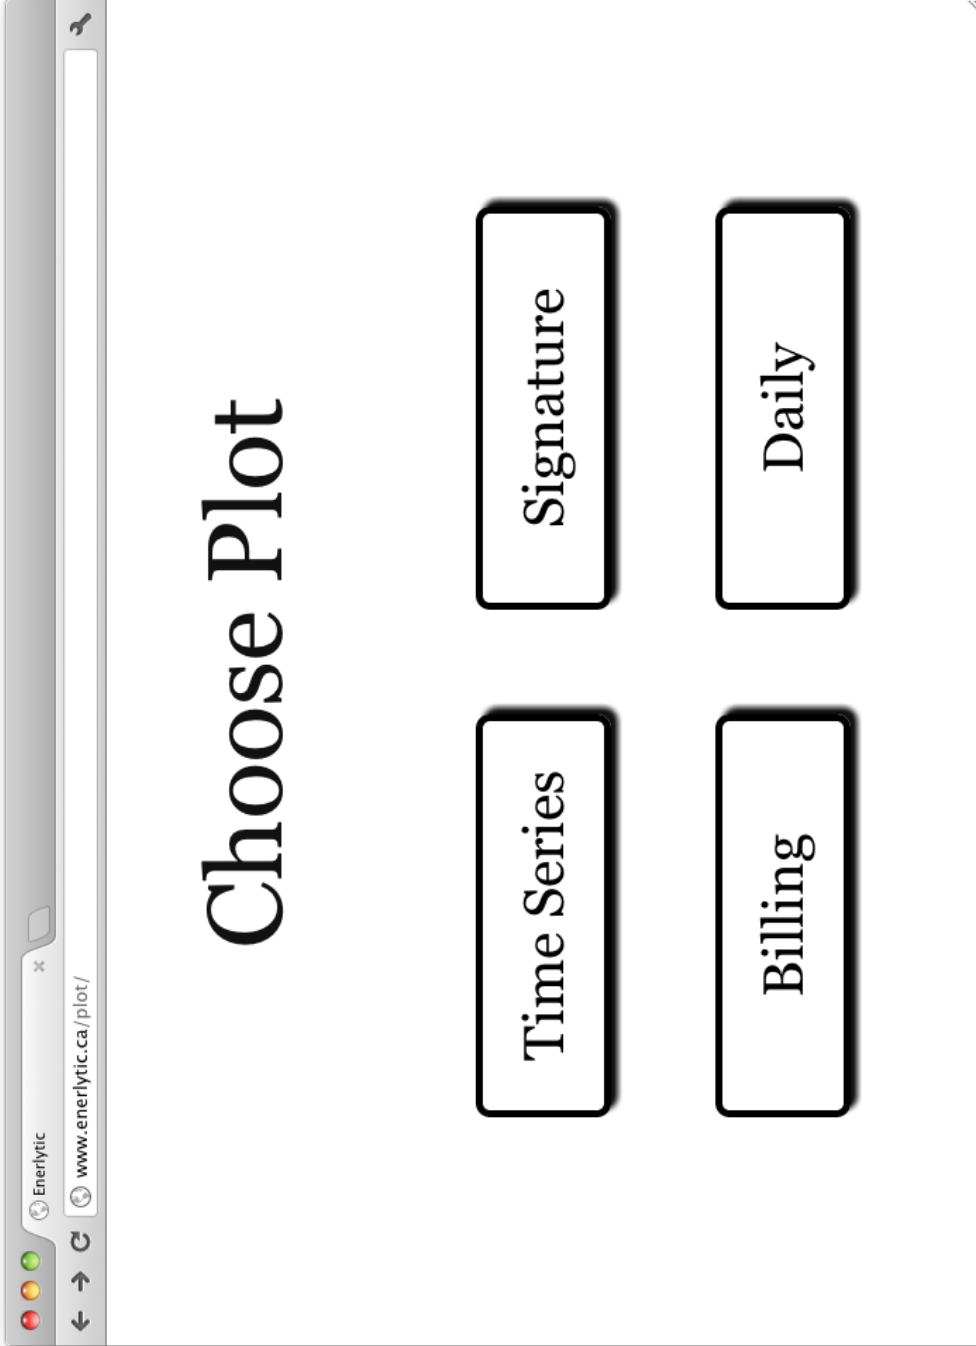 Enerlytic
www.enerlytic.ca/plot/
Choose Plot
Time Series
Signature
Billing
Daily